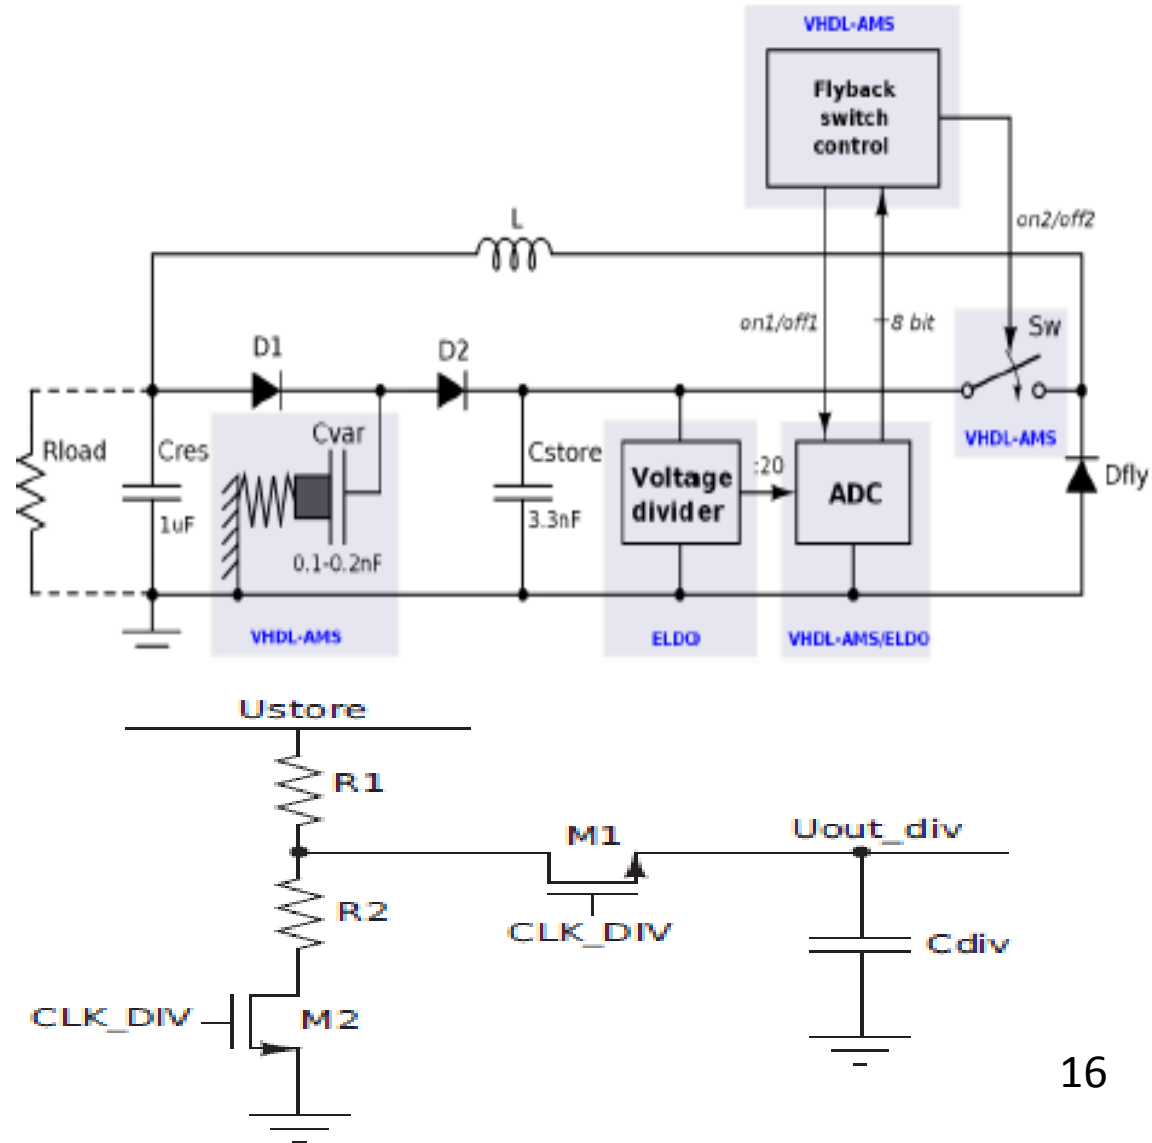 VHDL-AMS
Flyback
switch
control
on2/off2
L
on1/off1
8 bit
Sw
D1
D2
VHDL-AMS
Rload
Cres
Cvar
Cstore
Voltage
divider
:20
ADC
Dfly
1uF
3.3nF
0.1-0.2nF
VHDL-AMS
ELDO
VHDL-AMS/ELDO
Ustore
R1
M1
Uout_div
R2
CLK_DIV
Cdiv
CLK_DIV
M2
16